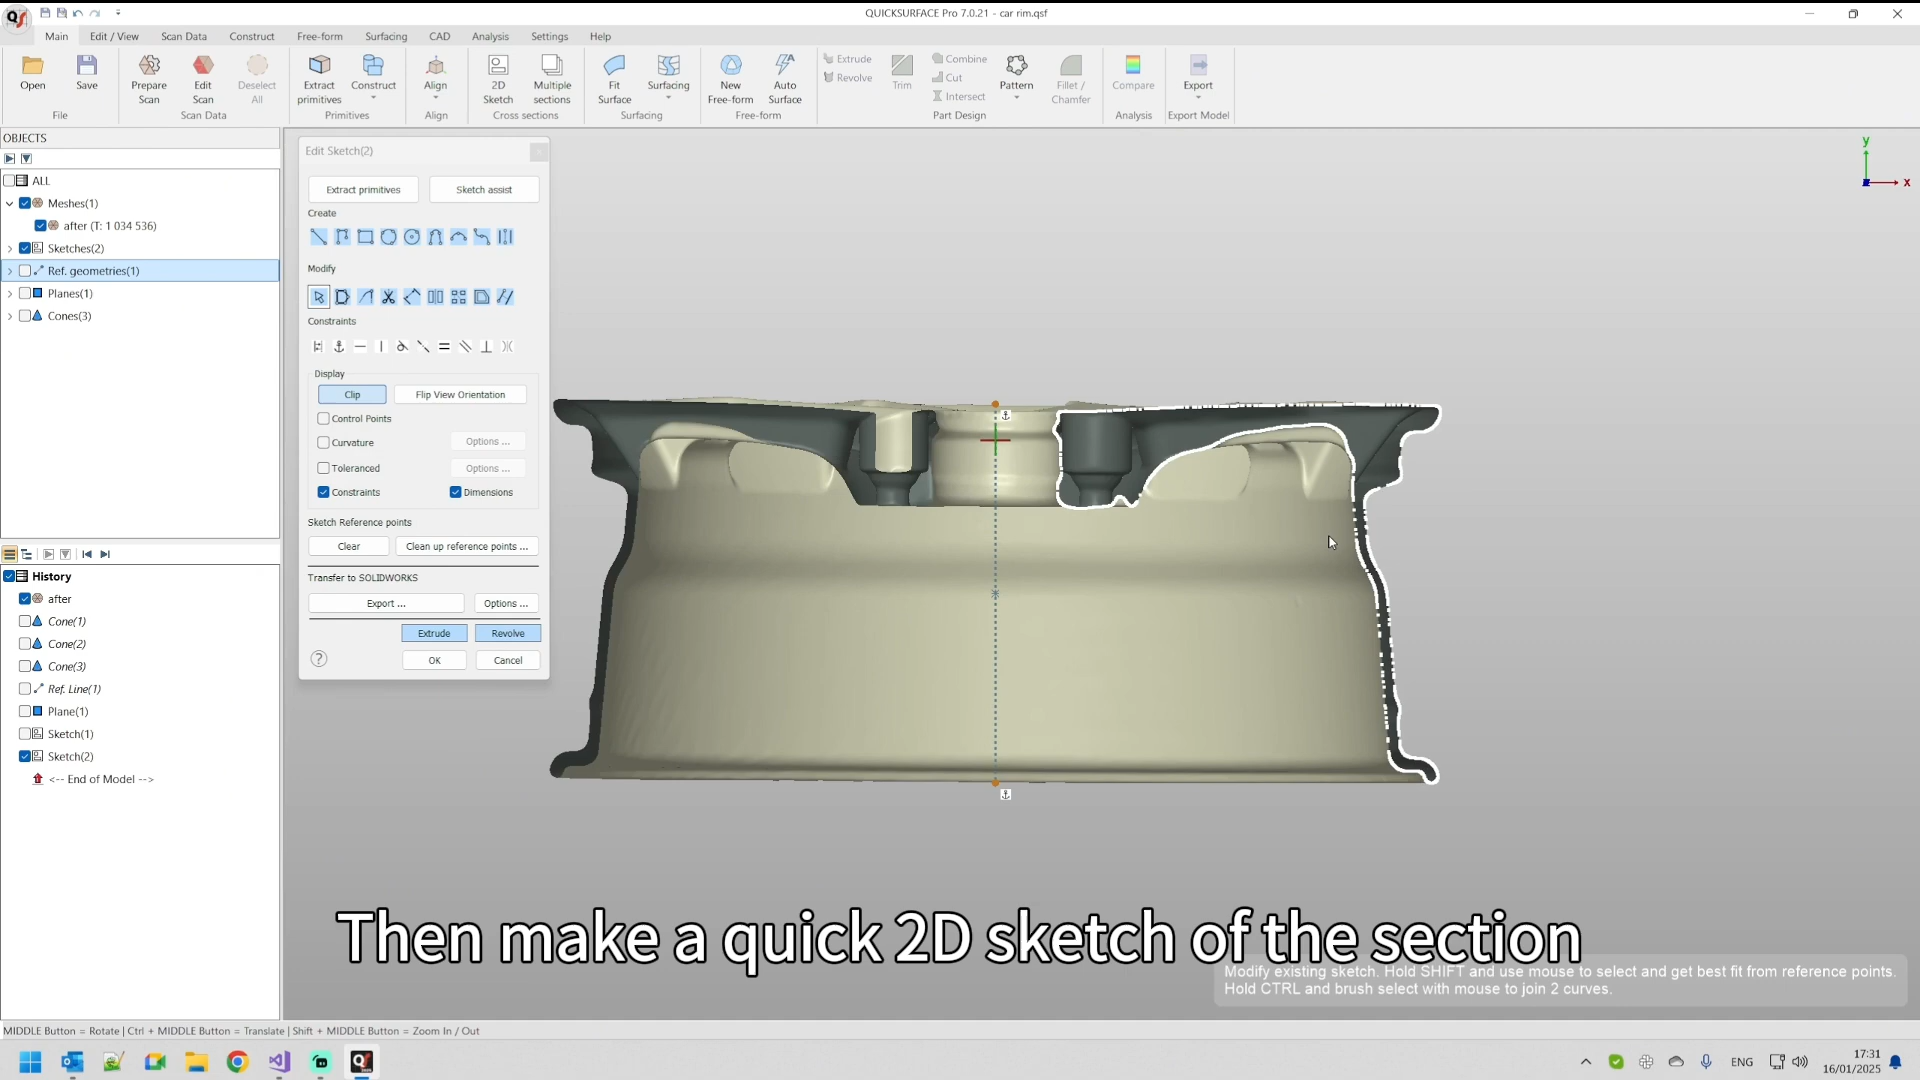 QUICKSURFACE Pro 7.0.21 - car rim.qsf
Main
Edit / View
Scan Data
Construct
Free-form
Surfacing
CAD
Analysis
Settings
Help
Open
Save
File
Prepare
Scan
Edit
Scan
Deselect
All
Scan Data
Extract
primitives
Construct
Primitives
Align
Align
2D
Sketch
Multiple
sections
Cross sections
Fit
Surface
Surfacing
Surfacing
New
Free-form
Auto
Surface
Free-form
Extrude
Revolve
Trim
Combine
Cut
Intersect
Pattern
Fillet /
Chamfer
Part Design
Compare
Analysis
Export
Export Model
OBJECTS
ALL
Meshes(1)
after (T: 1 034 536)
Sketches(2)
Ref. geometries(1)
Planes(1)
Cones(3)
History
after
Cone(1)
Cone(2)
Cone(3)
Ref. Line(1)
Plane(1)
Sketch(1)
Sketch(2)
<-- End of Model -->
Edit Sketch(2)
Extract primitives
Sketch assist
Create
Modify
Constraints
Display
Clip
Flip View Orientation
Control Points
Curvature
Options ...
Toleranced
Options ...
Constraints
Dimensions
Sketch Reference points
Clear
Clean up reference points ...
Transfer to SOLIDWORKS
Export ...
Options ...
Extrude
Revolve
?
OK
Cancel
y
x
Then make a quick 2D sketch of the section
Modify existing sketch. Hold SHIFT and use mouse to select and get best fit from reference points.
Hold CTRL and brush select with mouse to join 2 curves.
MIDDLE Button = Rotate | Ctrl + MIDDLE Button = Translate | Shift + MIDDLE Button = Zoom In / Out
ENG
17:31
16/01/2025